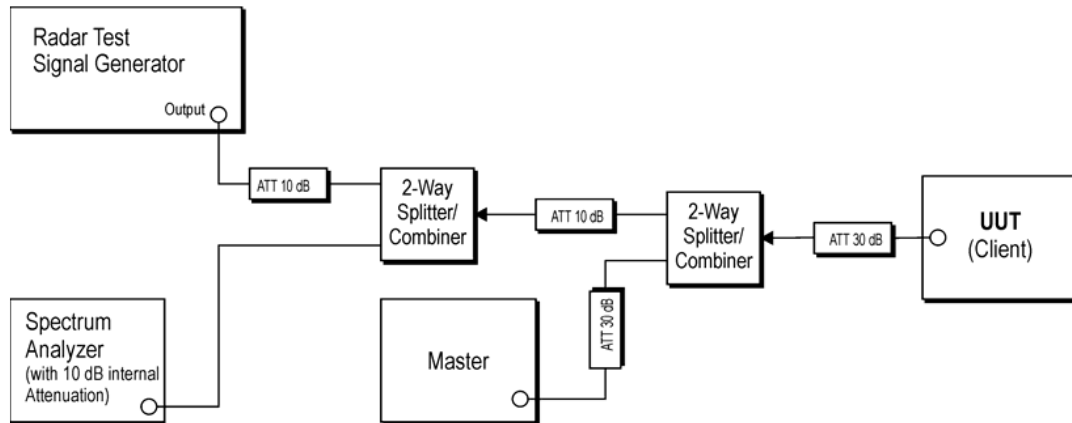 Radar Test
Signal Generator
Output
ATT 10 dB
2-Way
Splitter/
Combiner
ATT 10 dB
2-Way
Splitter/
Combiner
ATT 30 dB
UUT
(Client)
ATT 30 dB
Spectrum
Analyzer
(with 10 dB internal
Attenuation)
Master